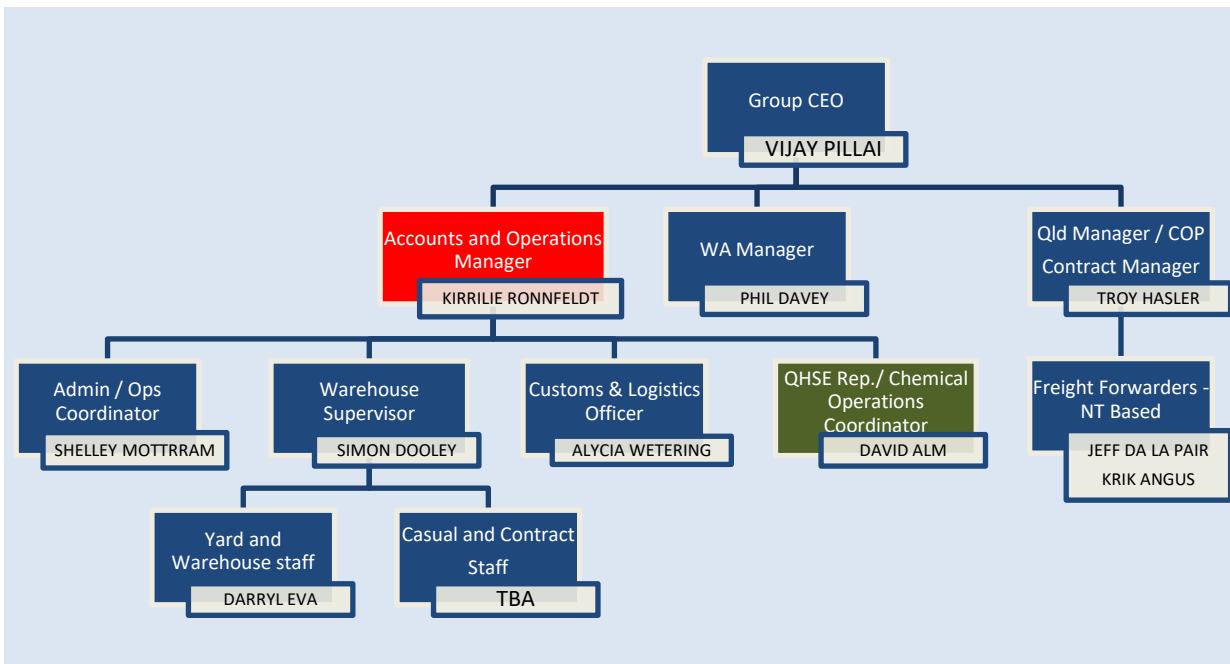 Group CEO
VIJAY PILLAI
Accounts and Operations
Manager
KIRRILIE RONNFELDT
WA Manager
PHIL DAVEY
Qld Manager / COP
Contract Manager
TROY HASLER
Admin / Ops
Coordinator
SHELLEY MOTTRRAM
Warehouse
Supervisor
SIMON DOOLEY
Customs & Logistics
Officer
ALYCIA WETERING
QHSE Rep./ Chemical
Operations
Coordinator
DAVID ALM
Freight Forwarders -
NT Based
JEFF DA LA PAIR
KRIK ANGUS
Yard and
Warehouse staff
DARRYL EVA
Casual and Contract
Staff
TBA